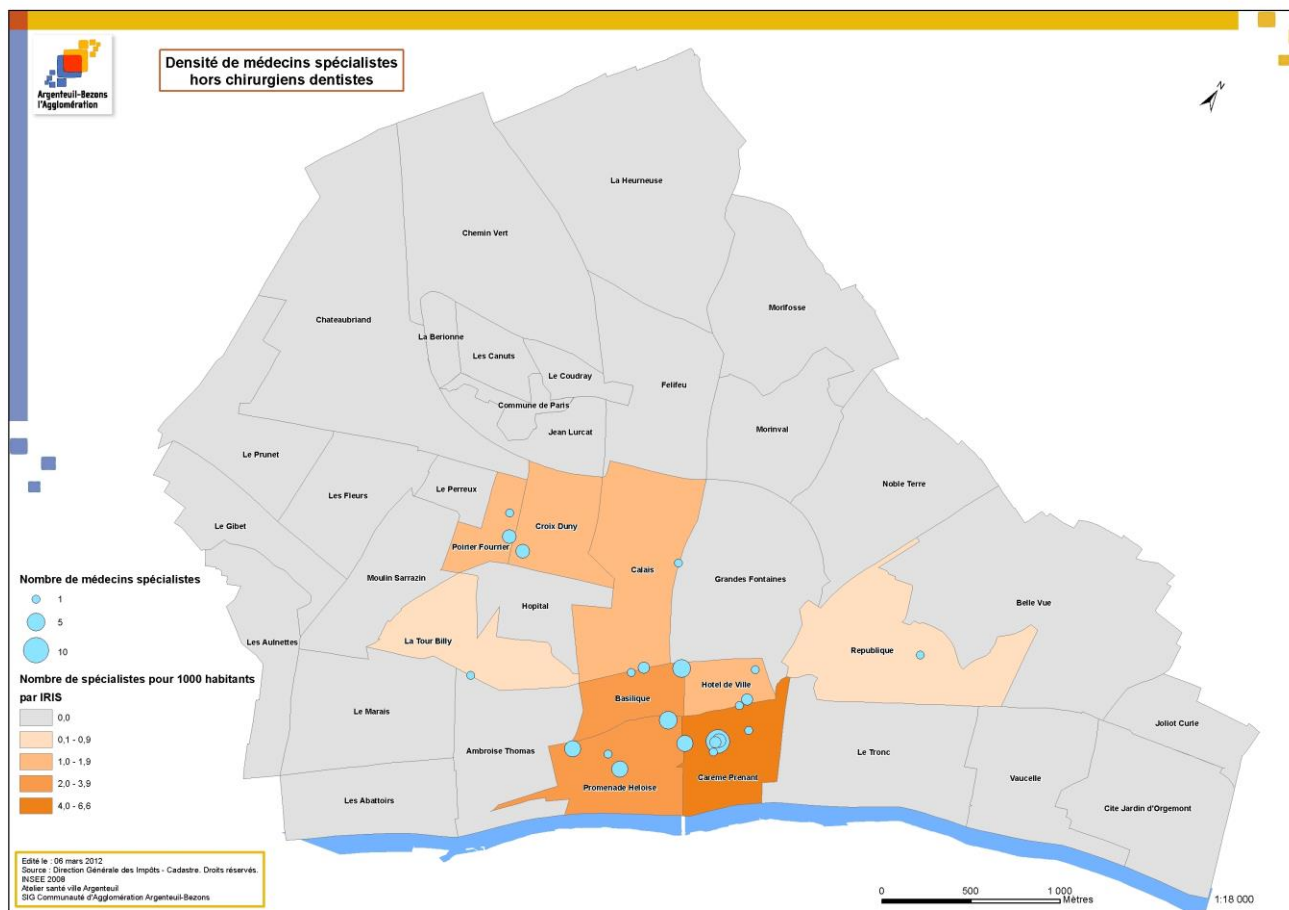 Densité de médecins spécialistes
hors chirurgiens dentistes
Argenteuil-Bezons
l'Agglomération
N
La Heurneuse
Chemin Vert
Morlfosse
Chateaubriand
La Berionne
Les Canuts
Le Coudray
Felifeu
Commune de Paris
Jean Lurcat
Morinval
Le Prunet
Le Perreux
Noble Terre
Les Fleurs
Le Gibet
Croix Duny
Poirier Fourrier
Calais
Moulin Sarrazin
Grandes Fontaines
Hopital
Belle Vue
Les Aulnettes
La Tour Billy
Republique
Hotel de Ville
Basilique
Le Marais
Joliot Curie
Ambroise Thomas
Le Tronc
Careme Prenant
Vaucelle
Promenade Heloise
Les Abattoirs
Cite Jardin d'Orgemont
Nombre de médecins spécialistes
1
5
10
Nombre de spécialistes pour 1000 habitants
par IRIS
0,0
0,1 - 0,9
1,0 - 1,9
2,0 - 3,9
4,0 - 6,6
Edité le : 06 mars 2012
Source : Direction Générale des Impôts - Cadastre. Droits réservés.
INSEE 2008
Atelier santé ville Argenteuil
SIG Communauté d'Agglomération Argenteuil-Bezons
0 500 1 000
Mètres
1:18 000